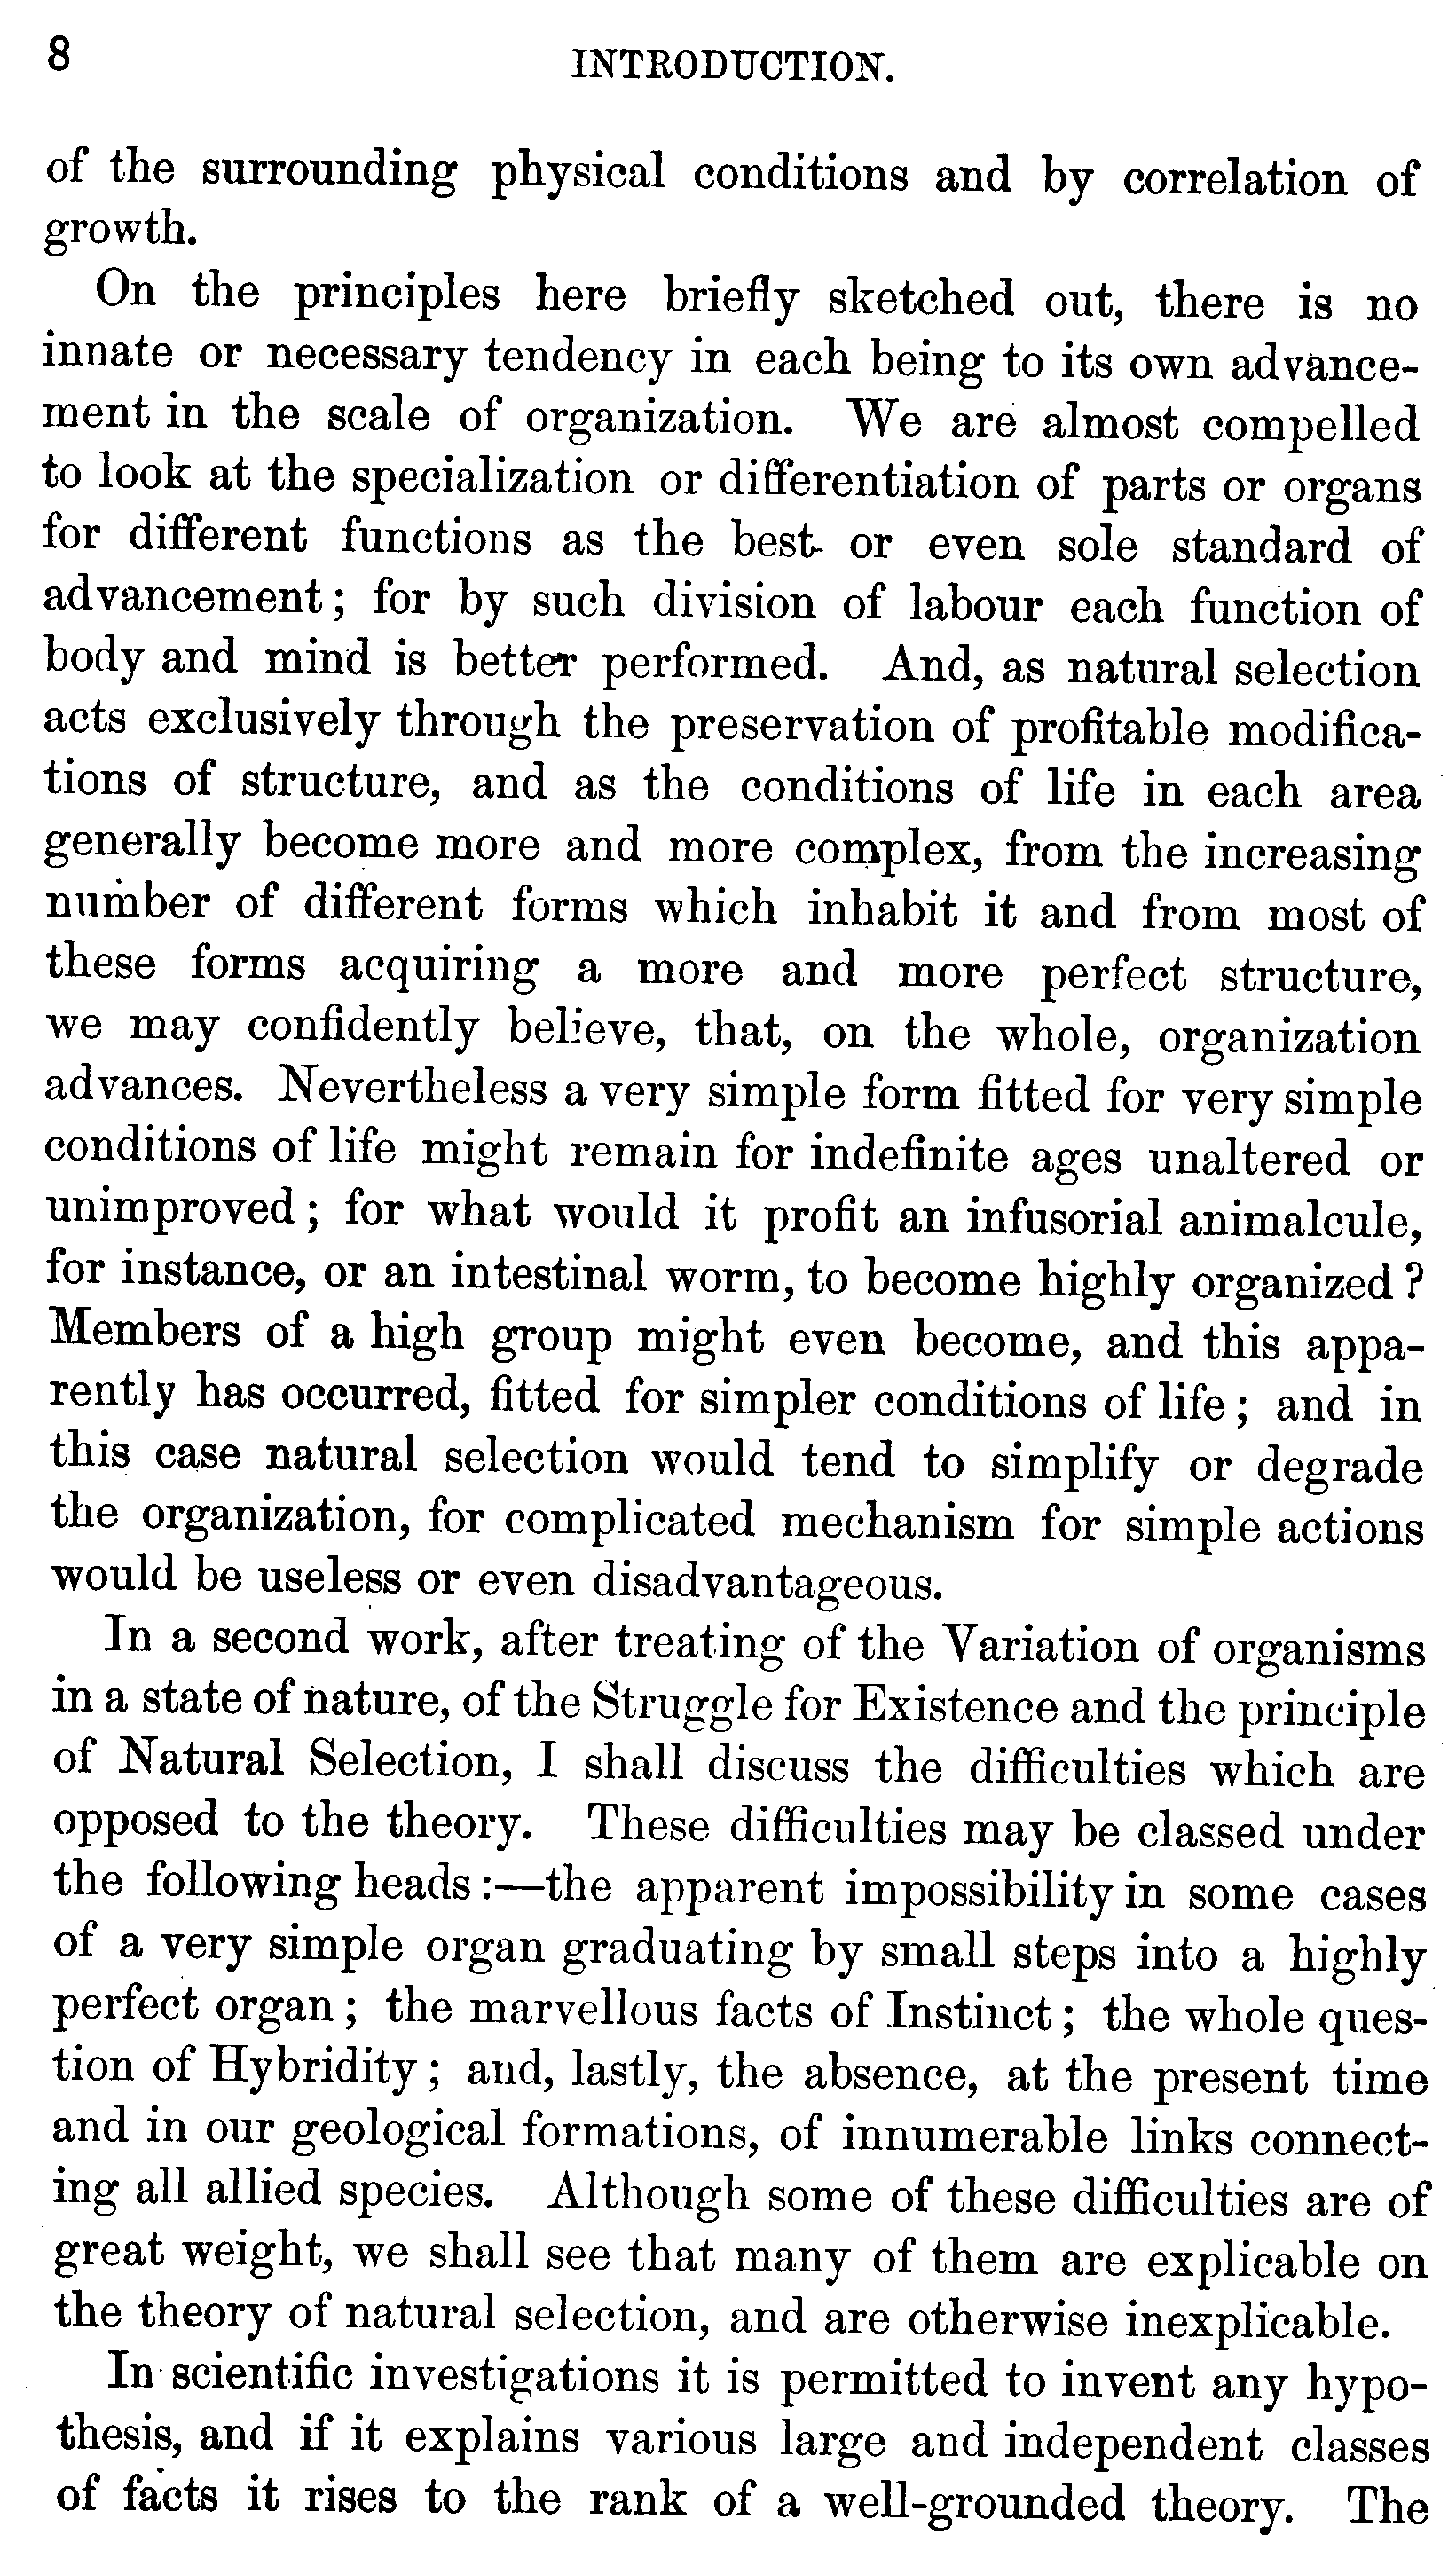 8
INTRODUCTION.
of the surrounding physical conditions and by correlation of
growth.
On the principles here briefly sketched out, there is no
innate or necessary tendency in each being to its own advance-
ment in the scale of organization. We are almost compelled
to look at the specialization or differentiation of parts or organs
for different functions as the best or even sole standard of
advancement; for by such division of labour each function of
body and mind is better performed. And, as natural selection
acts exclusively through the preservation of profitable modifica-
tions of structure, and as the conditions of life in each area
generally become more and more complex, from the increasing
number of different forms which inhabit it and from most of
these forms acquiring a more and more perfect structure,
we may confidently believe, that, on the whole, organization
advances. Nevertheless a very simple form fitted for very simple
conditions of life might remain for indefinite ages unaltered or
unimproved; for what would it profit an infusorial animalcule,
for instance, or an intestinal worm, to become highly organized?
Members of a high group might even become, and this appa-
rently has occurred, fitted for simpler conditions of life; and in
this case natural selection would tend to simplify or degrade
the organization, for complicated mechanism for simple actions
would be useless or even disadvantageous.
In a second work, after treating of the Variation of organisms
in a state of nature, of the Struggle for Existence and the principle
of Natural Selection, I shall discuss the difficulties which are
opposed to the theory. These difficulties may be classed under
the following heads:—the apparent impossibility in some cases
of a very simple organ graduating by small steps into a highly
perfect organ; the marvellous facts of Instinct; the whole ques-
tion of Hybridity; and, lastly, the absence, at the present time
and in our geological formations, of innumerable links connect-
ing all allied species. Although some of these difficulties are of
great weight, we shall see that many of them are explicable on
the theory of natural selection, and are otherwise inexplicable.
In scientific investigations it is permitted to invent any hypo-
thesis, and if it explains various large and independent classes
of facts it rises to the rank of a well-grounded theory. The